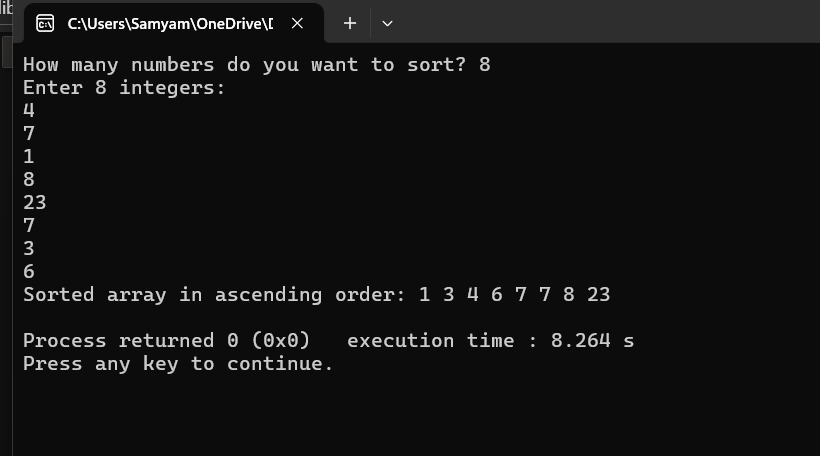 lib
C:\Users\Samyam\OneDrive\D
How many numbers do you want to sort? 8
Enter 8 integers:
4
7
1
8
23
7
3
6
Sorted array in ascending order: 1 3 4 6 7 7 8 23
Process returned 0 (0x0)   execution time : 8.264 s
Press any key to continue.